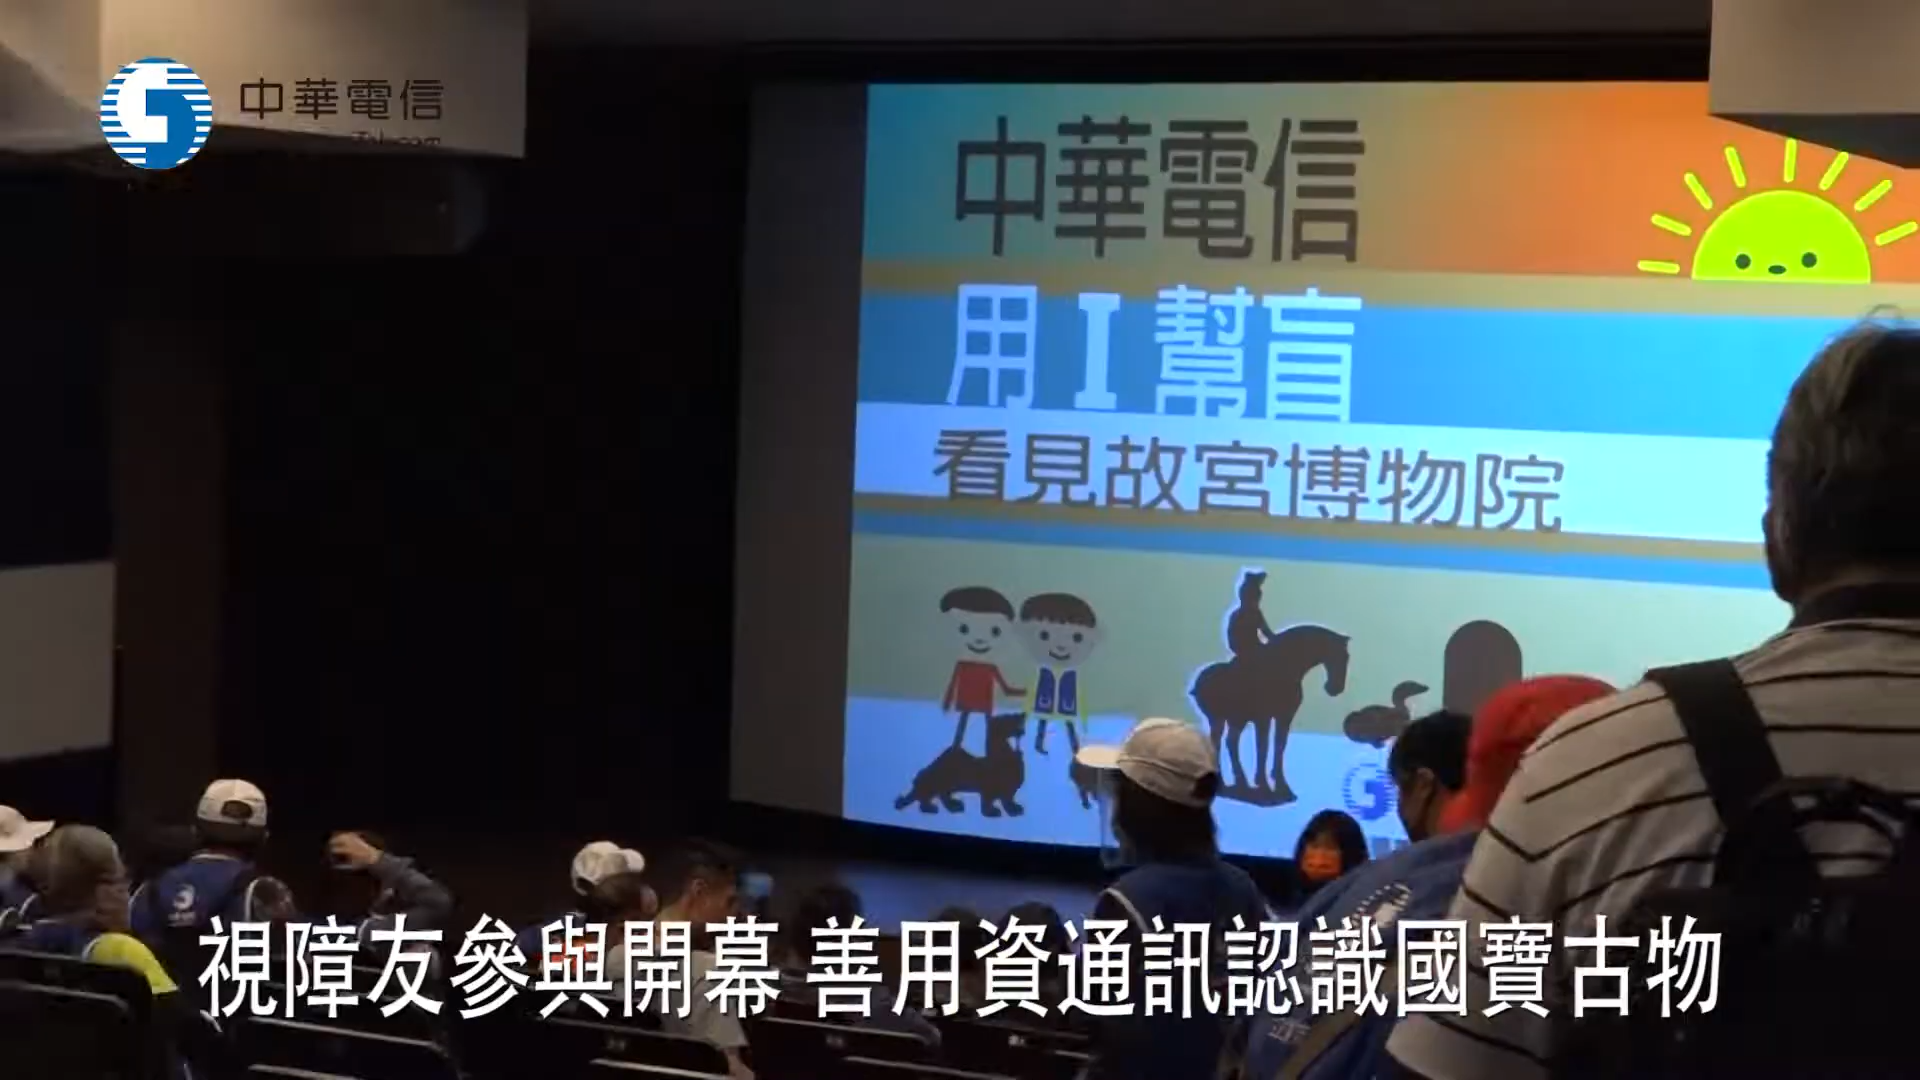 中華電信
中華電信
用I幫盲
看見故宮博物院
視障友參與開幕 善用資通訊認識國寶古物